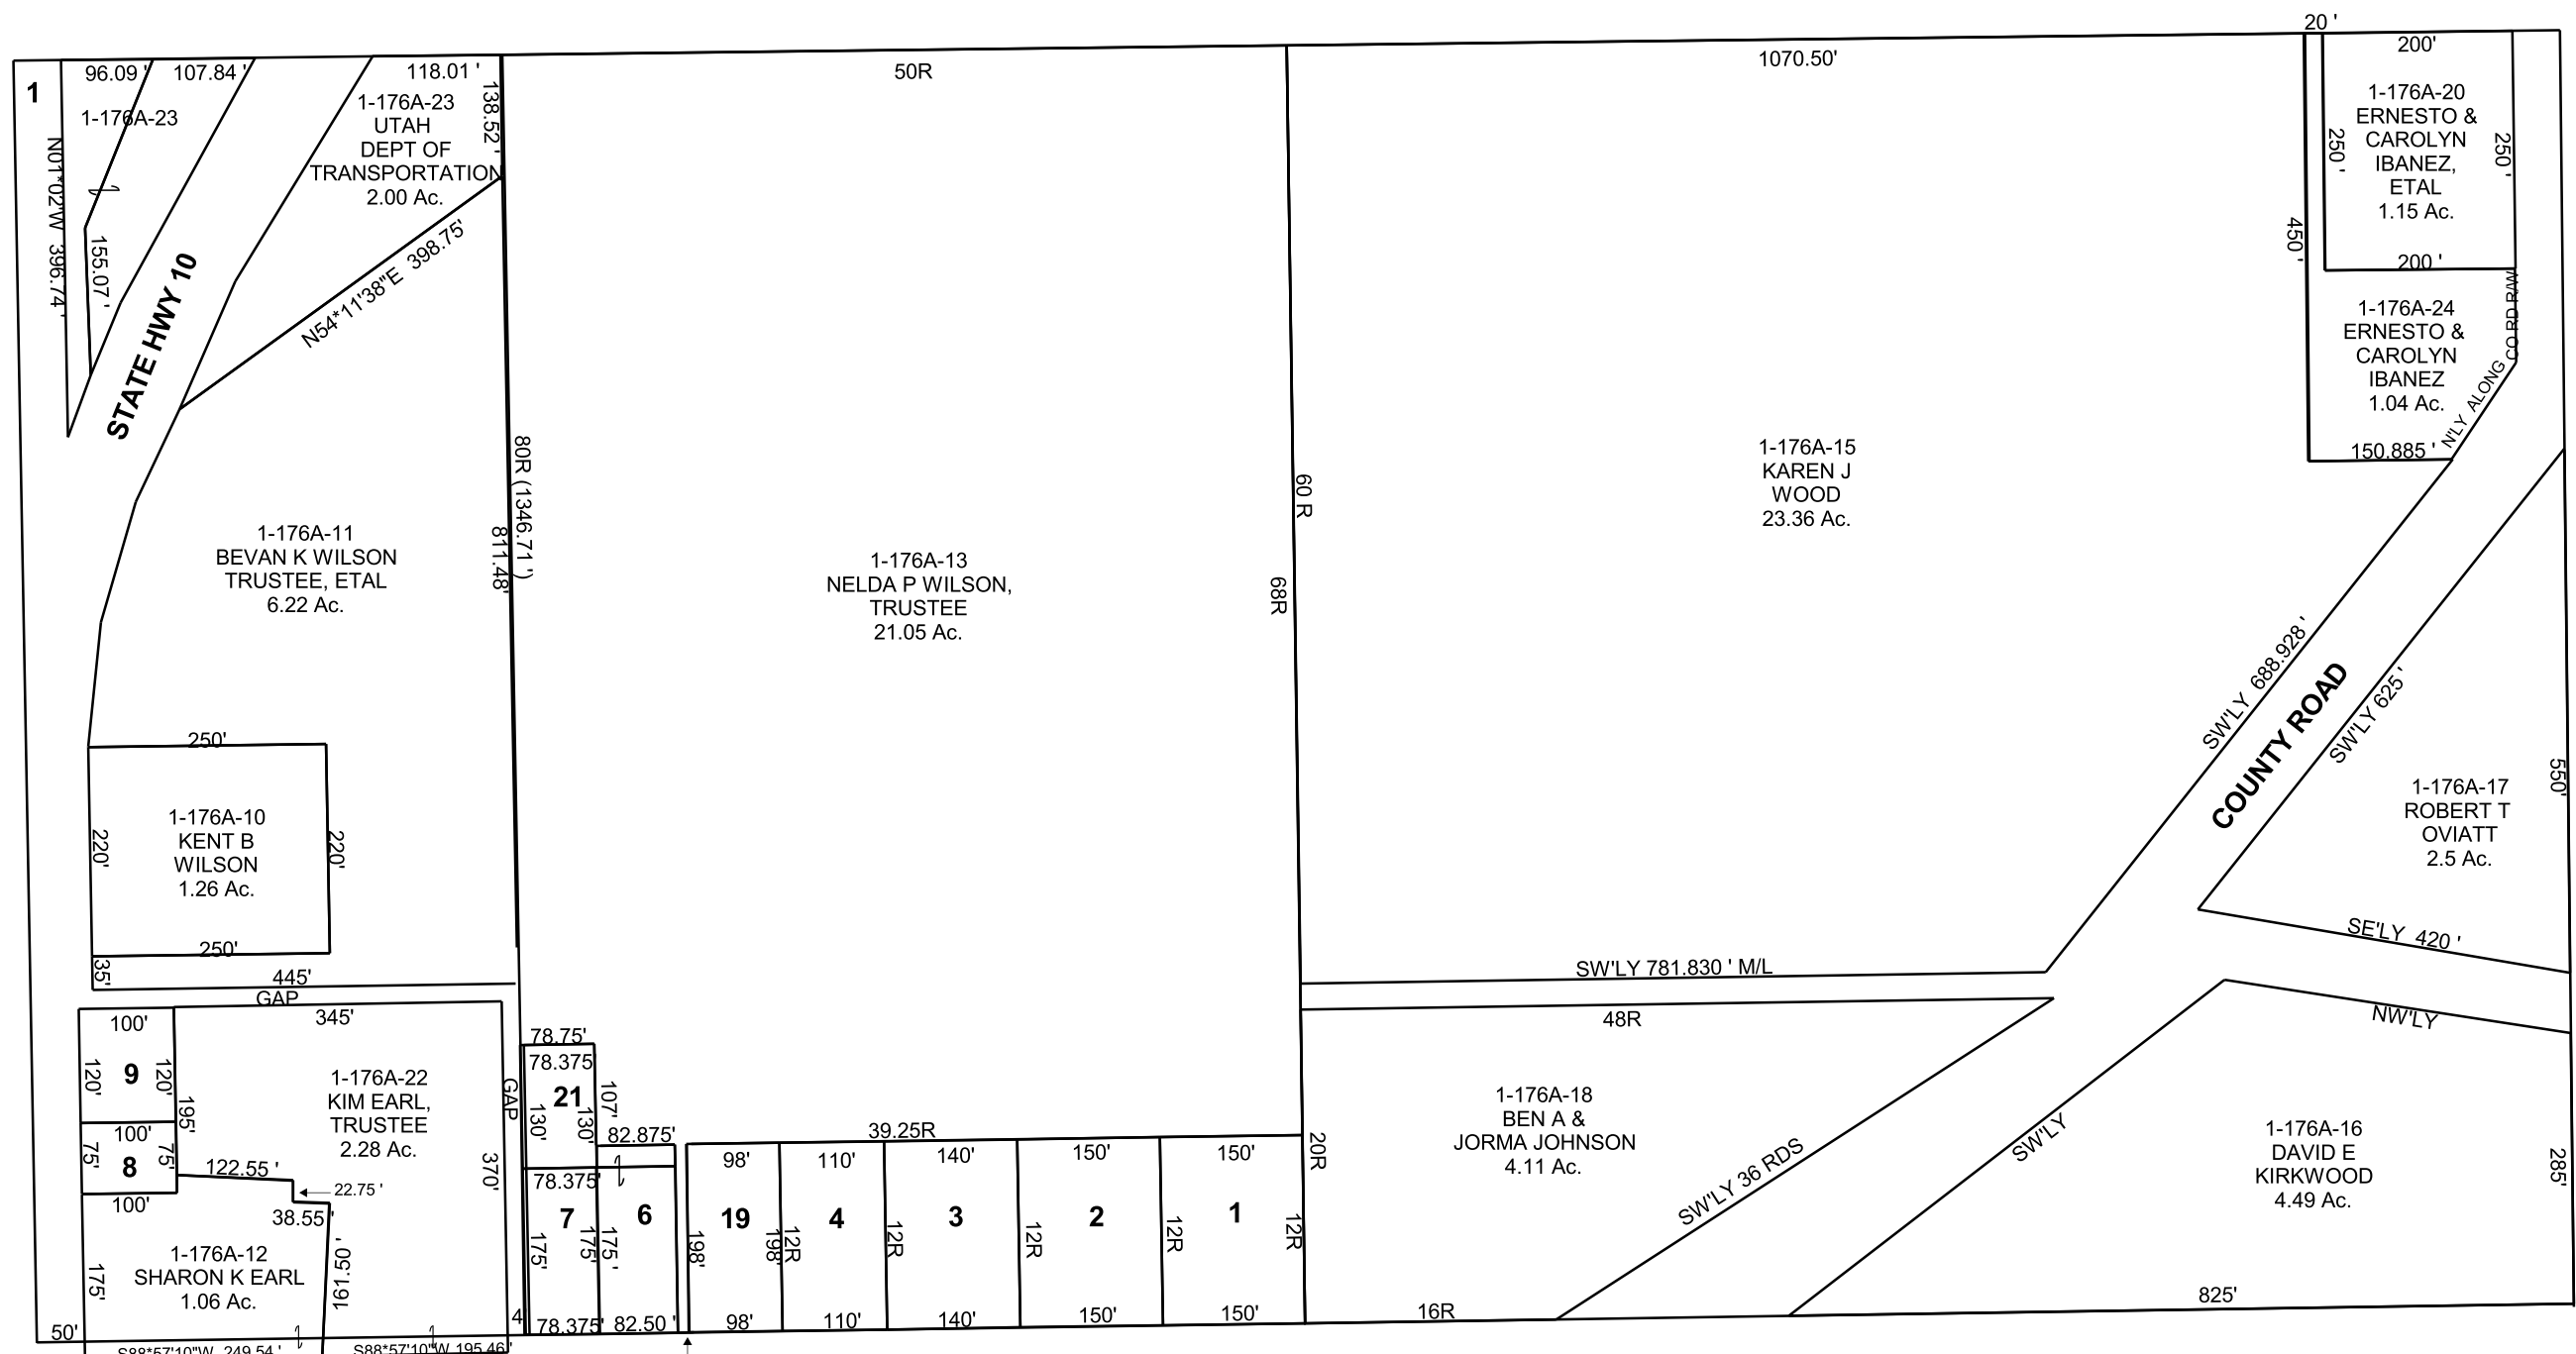 20 '
1
96.09 '
107.84 '
118.01 '
50R
1070.50'
200'
1-176A-23
1-176A-23
UTAH
DEPT OF
TRANSPORTATION
2.00 Ac.
138.52 '
N01*02'W 396.74 '
155.07 '
STATE HWY 10
N54*11'38"E 398.75'
1-176A-20
ERNESTO &
CAROLYN
IBANEZ,
ETAL
1.15 Ac.
250 '
250 '
450 '
200 '
1-176A-24
ERNESTO &
CAROLYN
IBANEZ
1.04 Ac.
150.885 '
N'LY ALONG
CO RD R/W
80R (1346.71 ')
811.48'
60 R
68R
1-176A-11
BEVAN K WILSON
TRUSTEE, ETAL
6.22 Ac.
1-176A-13
NELDA P WILSON,
TRUSTEE
21.05 Ac.
1-176A-15
KAREN J
WOOD
23.36 Ac.
SW'LY 688.928 '
COUNTY ROAD
SW'LY 625 '
550'
1-176A-17
ROBERT T
OVIATT
2.5 Ac.
SE'LY 420 '
250'
220'
1-176A-10
KENT B
WILSON
1.26 Ac.
220'
250'
35'
445'
GAP
SW'LY 781.830 ' M/L
48R
NW'LY
100'
345'
120'
9
120'
195'
1-176A-22
KIM EARL,
TRUSTEE
2.28 Ac.
GAP
370'
100'
75'
8
75'
122.55 '
22.75 '
100'
38.55 '
1-176A-12
SHARON K EARL
1.06 Ac.
175'
191.50 '
78.75'
78.375'
21
130'
130'
107'
82.875'
39.25R
20R
78.375'
7
6
175'
175'
175 '
98'
110'
140'
150'
150'
19
4
3
2
1
198'
198'
12R
12R
12R
12R
12R
1-176A-18
BEN A &
JORMA JOHNSON
4.11 Ac.
SW'LY 36 RDS
SW'LY
1-176A-16
DAVID E
KIRKWOOD
4.49 Ac.
285'
825'
16R
50'
4
78.375'
82.50 '
98'
110'
140'
150'
150'
S88*57'10"W 249.54 '
S88*57'10"W 195.46 '